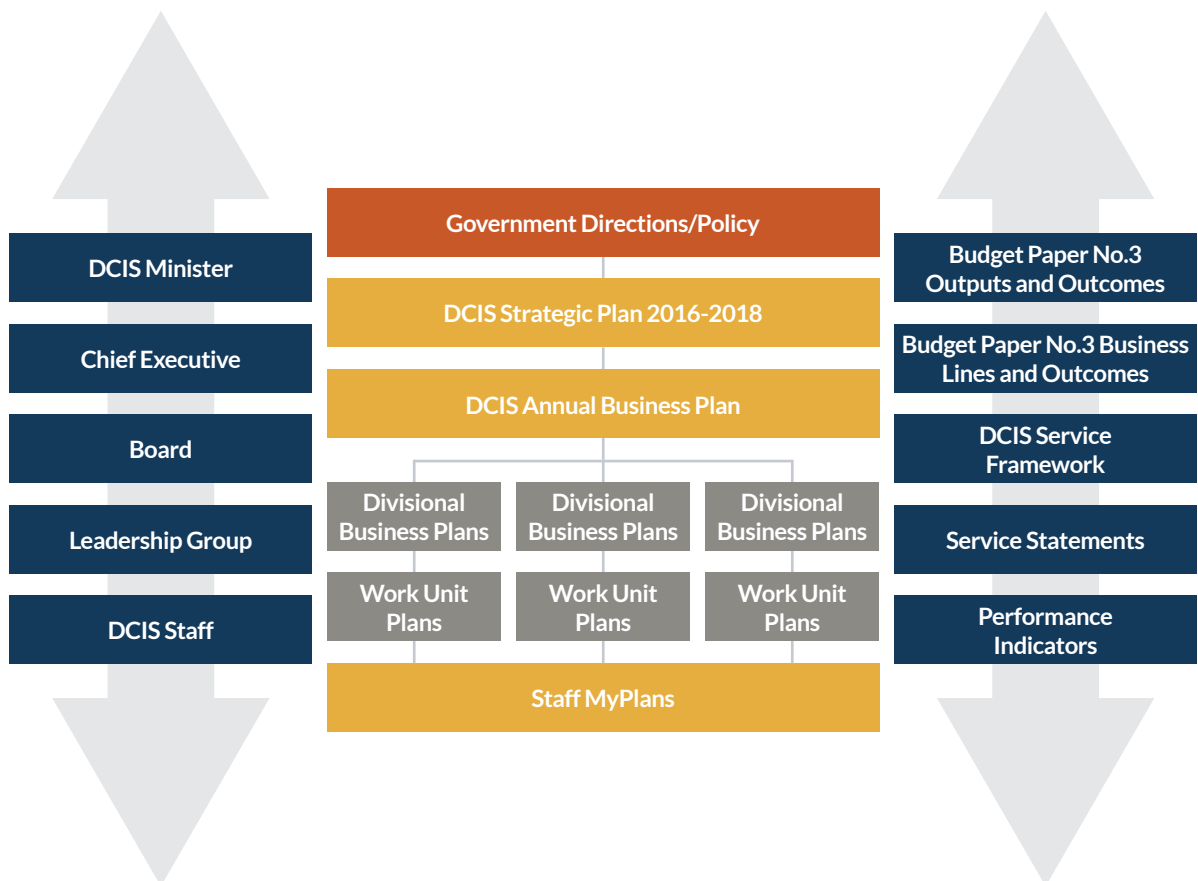 DCIS Minister
Chief Executive
Board
Leadership Group
DCIS Staff
Government Directions/Policy
DCIS Strategic Plan 2016-2018
DCIS Annual Business Plan
Divisional
Business Plans
Divisional
Business Plans
Divisional
Business Plans
Work Unit
Plans
Work Unit
Plans
Work Unit
Plans
Staff MyPlans
Budget Paper No.3
Outputs and Outcomes
Budget Paper No.3 Business
Lines and Outcomes
DCIS Service
Framework
Service Statements
Performance
Indicators